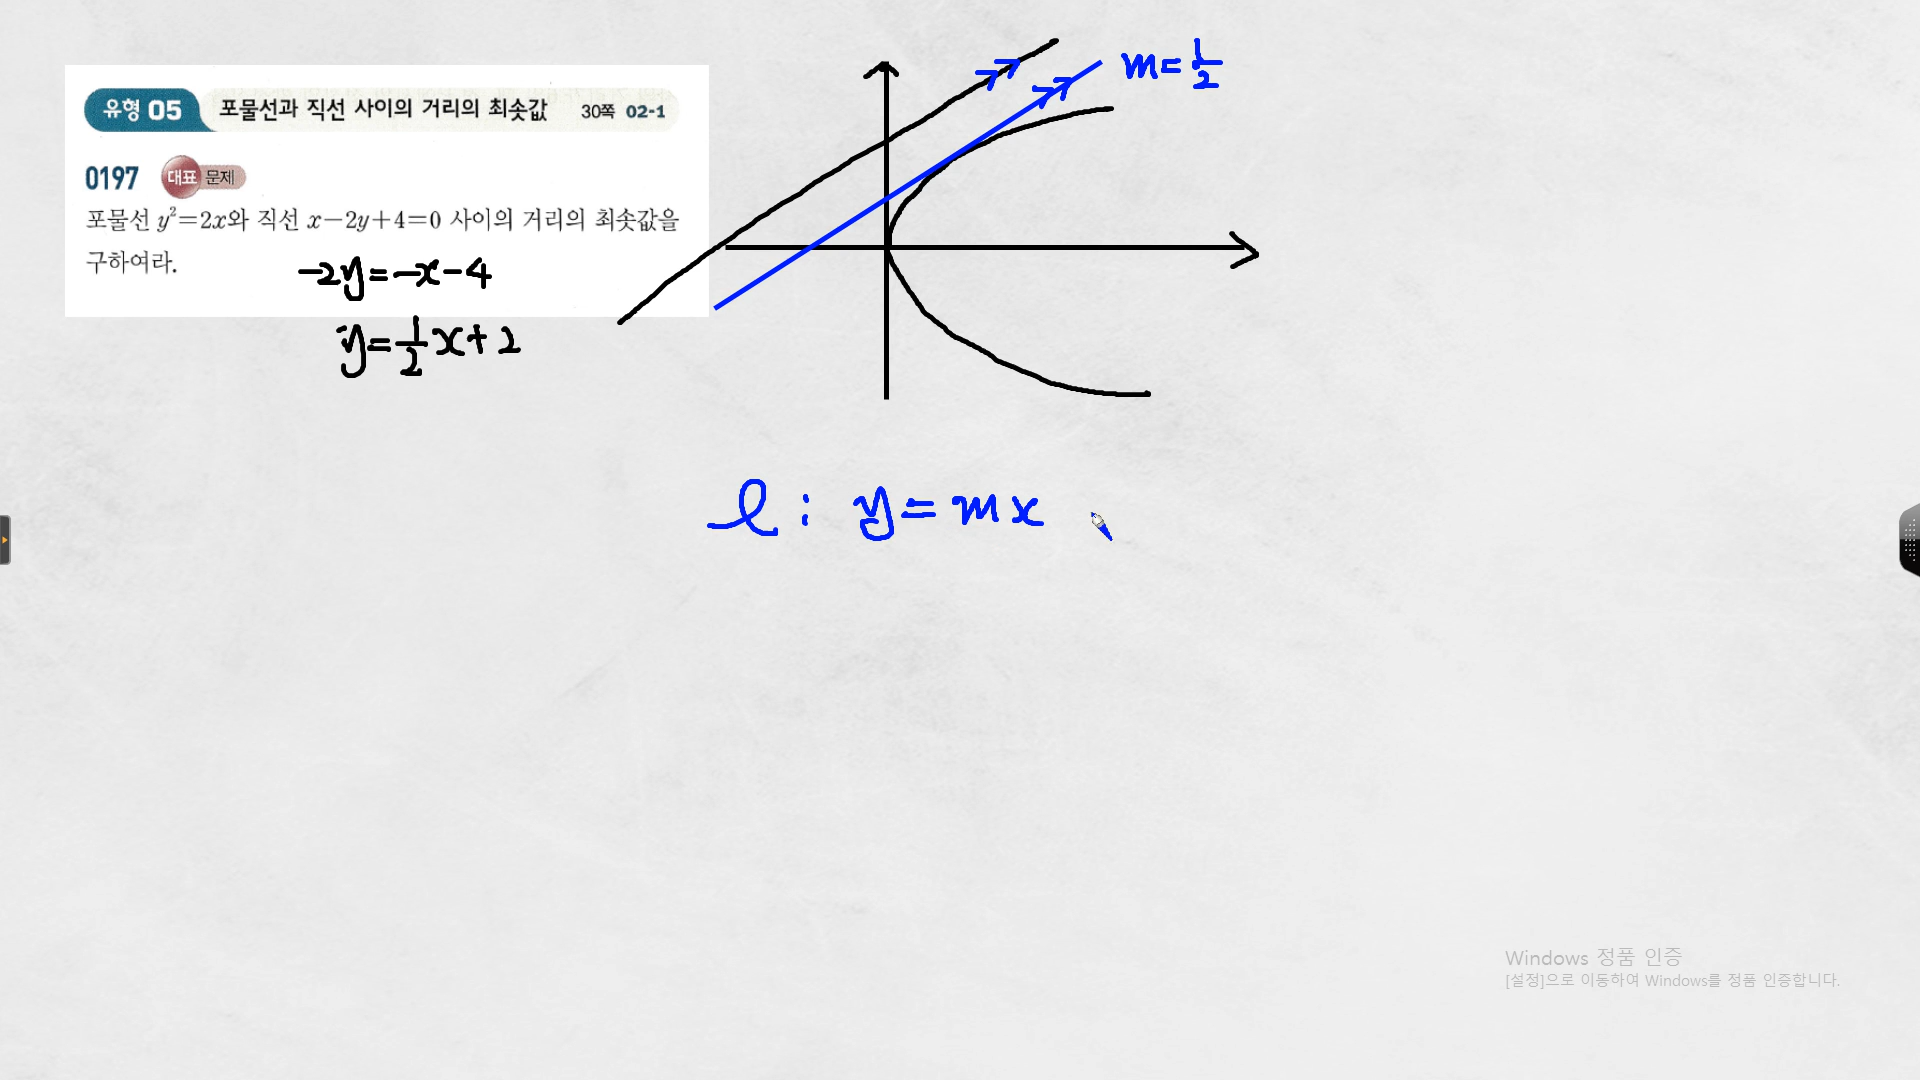 유형 05 포물선과 직선 사이의 거리의 최솟값 30쪽 02-1
0197 대표 문제
포물선 y²=2x와 직선 x−2y+4=0 사이의 거리의 최솟값을
구하여라.
-2y=-x-4
y=1/2x+2
m=1/2
l : y=mx
Windows 정품 인증
[설정]으로 이동하여 Windows를 정품 인증합니다.